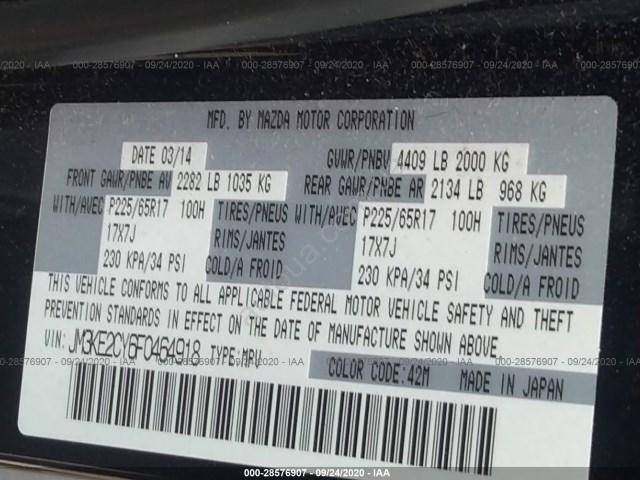 000-28576907 - 09/24/2020 - IAA
MFD. BY MAZDA MOTOR CORPORATION
DATE 03/14
GVWR/PNBV 4409 LB 2000 KG
FRONT GAWR/PNBE AV 2282 LB 1035 KG
REAR GAWR/PNBE AR 2134 LB 968 KG
WITH/AVEC P225/65R17 100H TIRES/PNEUS
17X7J RIMS/JANTES
230 KPA/34 PSI COLD/A FROID
WITH/AVEC P225/65R17 100H TIRES/PNEUS
17X7J RIMS/JANTES
230 KPA/34 PSI COLD/A FROID
THIS VEHICLE CONFORMS TO ALL APPLICABLE FEDERAL MOTOR VEHICLE SAFETY AND THEFT
PREVENTION STANDARDS IN EFFECT ON THE DATE OF MANUFACTURE SHOWN ABOVE.
VIN: JM3KE2CV6F0464918 TYPE:MPV
COLOR CODE:42M MADE IN JAPAN
000-28576907 - 09/24/2020 - IAA